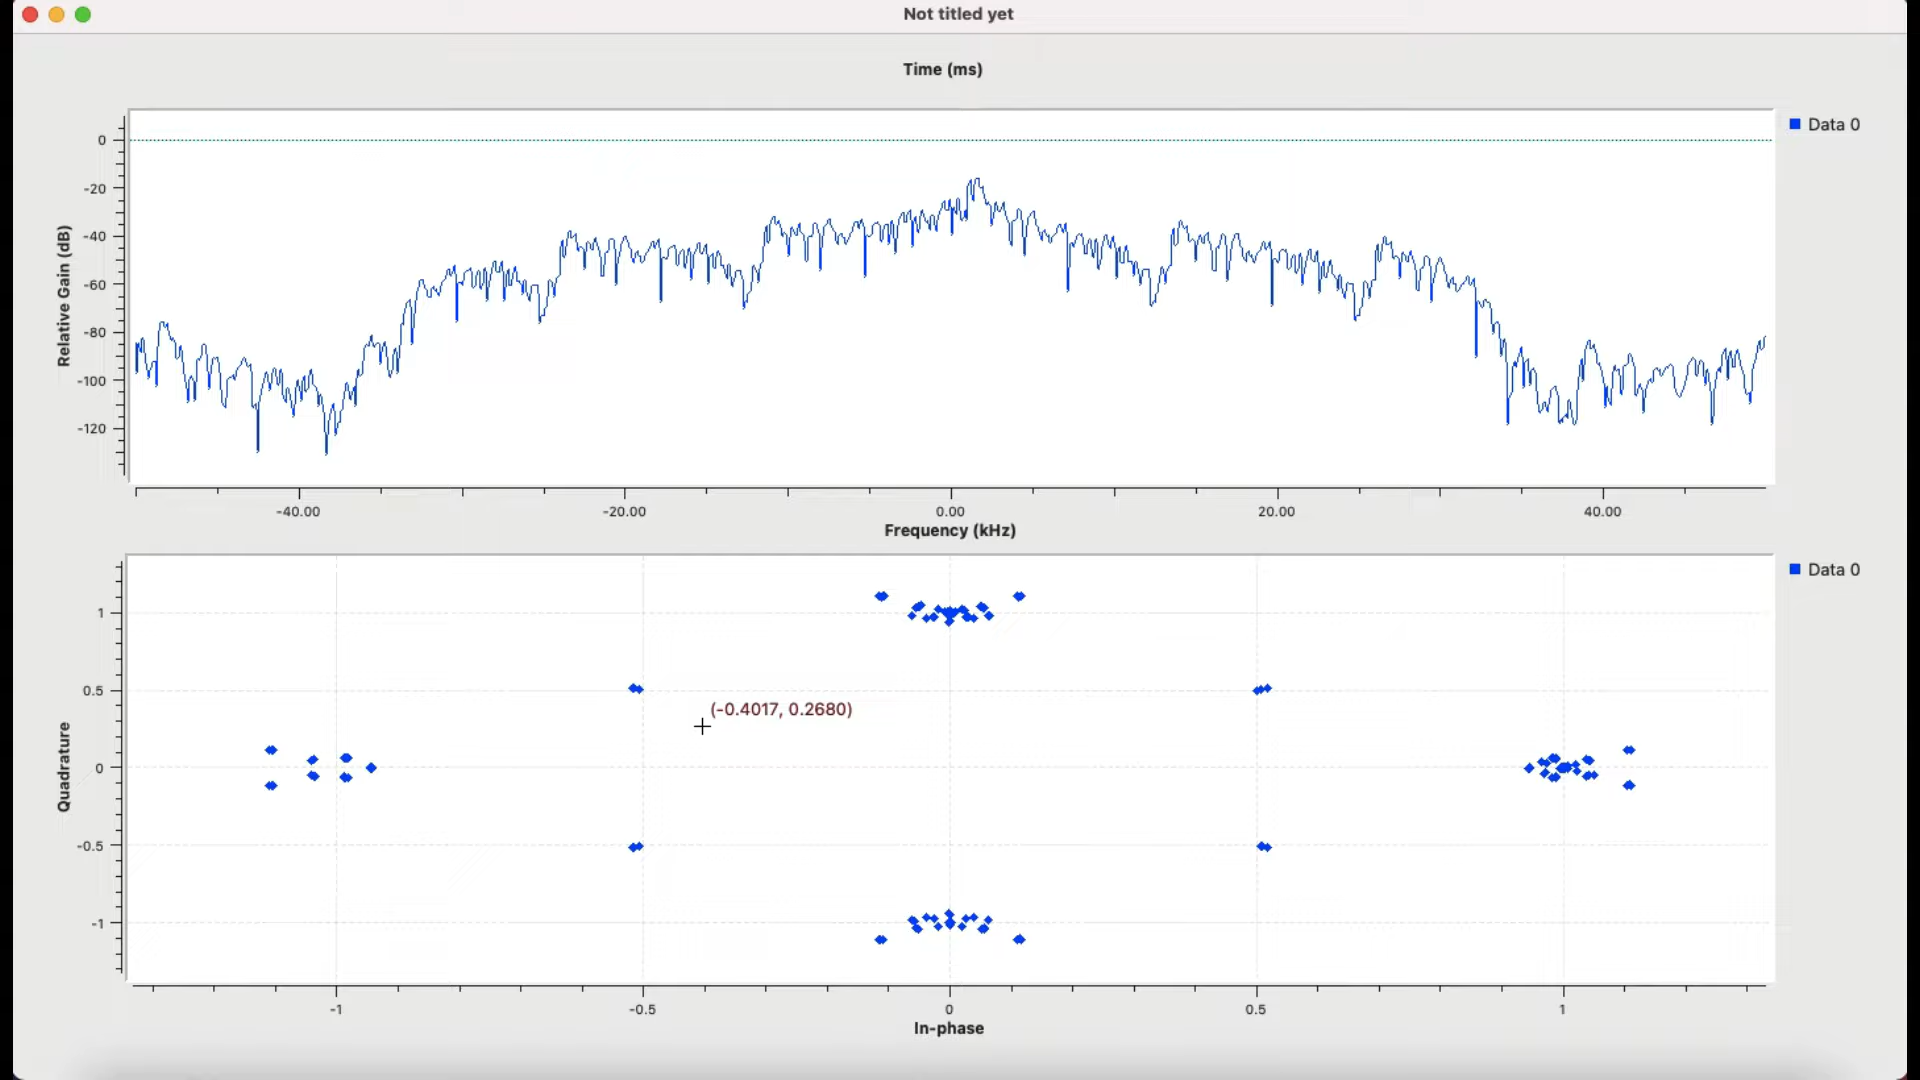 Not titled yet
Time (ms)
Data 0
0
-20
-40
-60
-80
-100
-120
Relative Gain (dB)
-40.00
-20.00
0.00
20.00
40.00
Frequency (kHz)
Data 0
1
0.5
0
-0.5
-1
Quadrature
(-0.4017, 0.2680)
-1
-0.5
0
0.5
1
In-phase